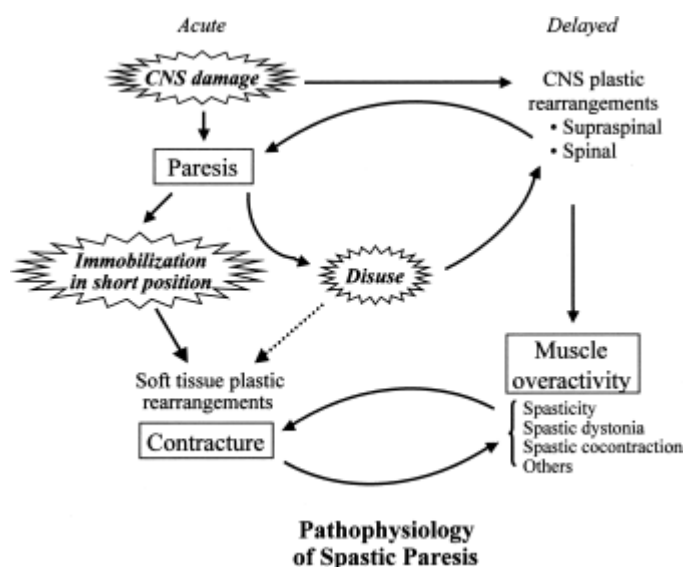 Acute
Delayed
CNS damage
CNS plastic
rearrangements
• Supraspinal
• Spinal
Paresis
Immobilization
in short position
Disuse
Soft tissue plastic
rearrangements
Contracture
Muscle
overactivity
Spasticity
Spastic dystonia
Spastic cocontraction
Others
Pathophysiology
of Spastic Paresis